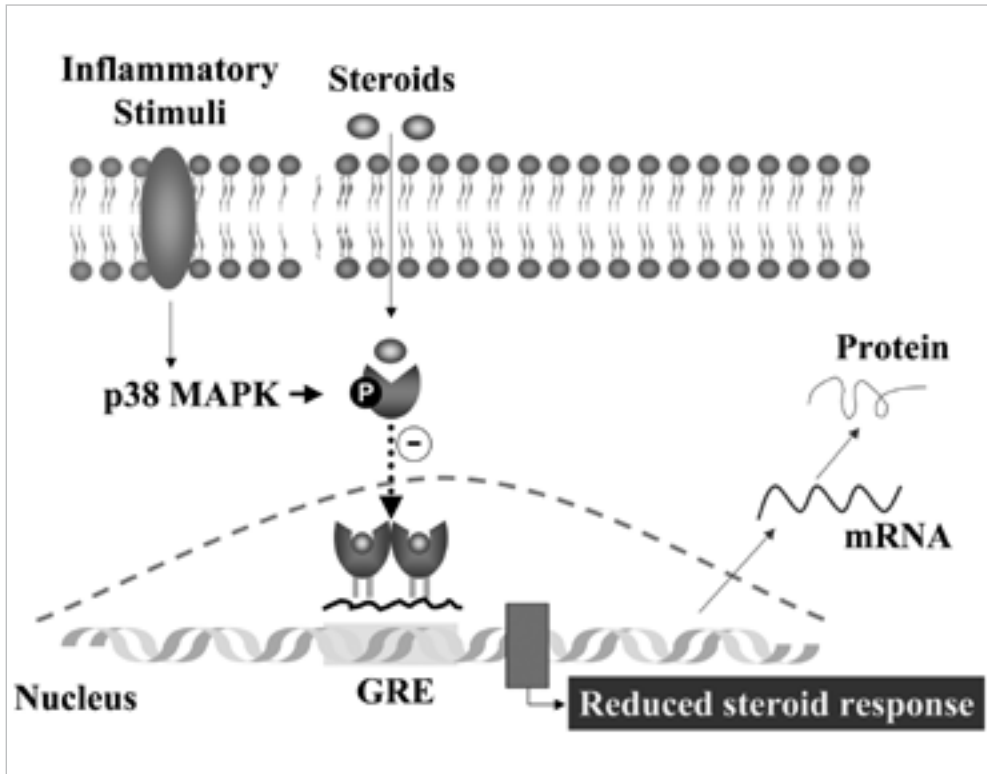 Inflammatory
Stimuli
Steroids
p38 MAPK
P
−
Protein
mRNA
GRE
Nucleus
Reduced steroid response